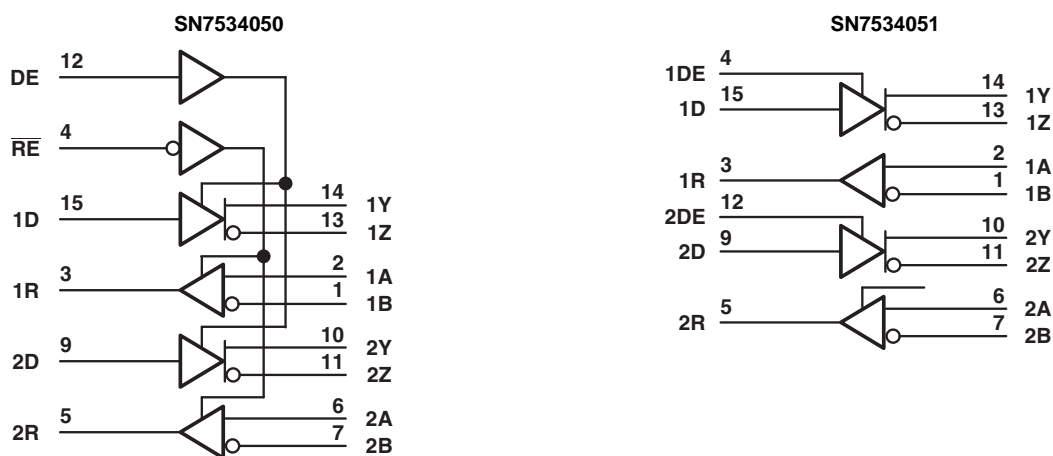 SN7534050
DE 12
RE 4
1D 15 14 1Y
13 1Z
1R 3 2 1A
1 1B
2D 9 10 2Y
11 2Z
2R 5 6 2A
7 2B
SN7534051
1DE 4
1D 15 14 1Y
13 1Z
1R 3 2 1A
1 1B
2DE 12
2D 9 10 2Y
11 2Z
2R 5 6 2A
7 2B